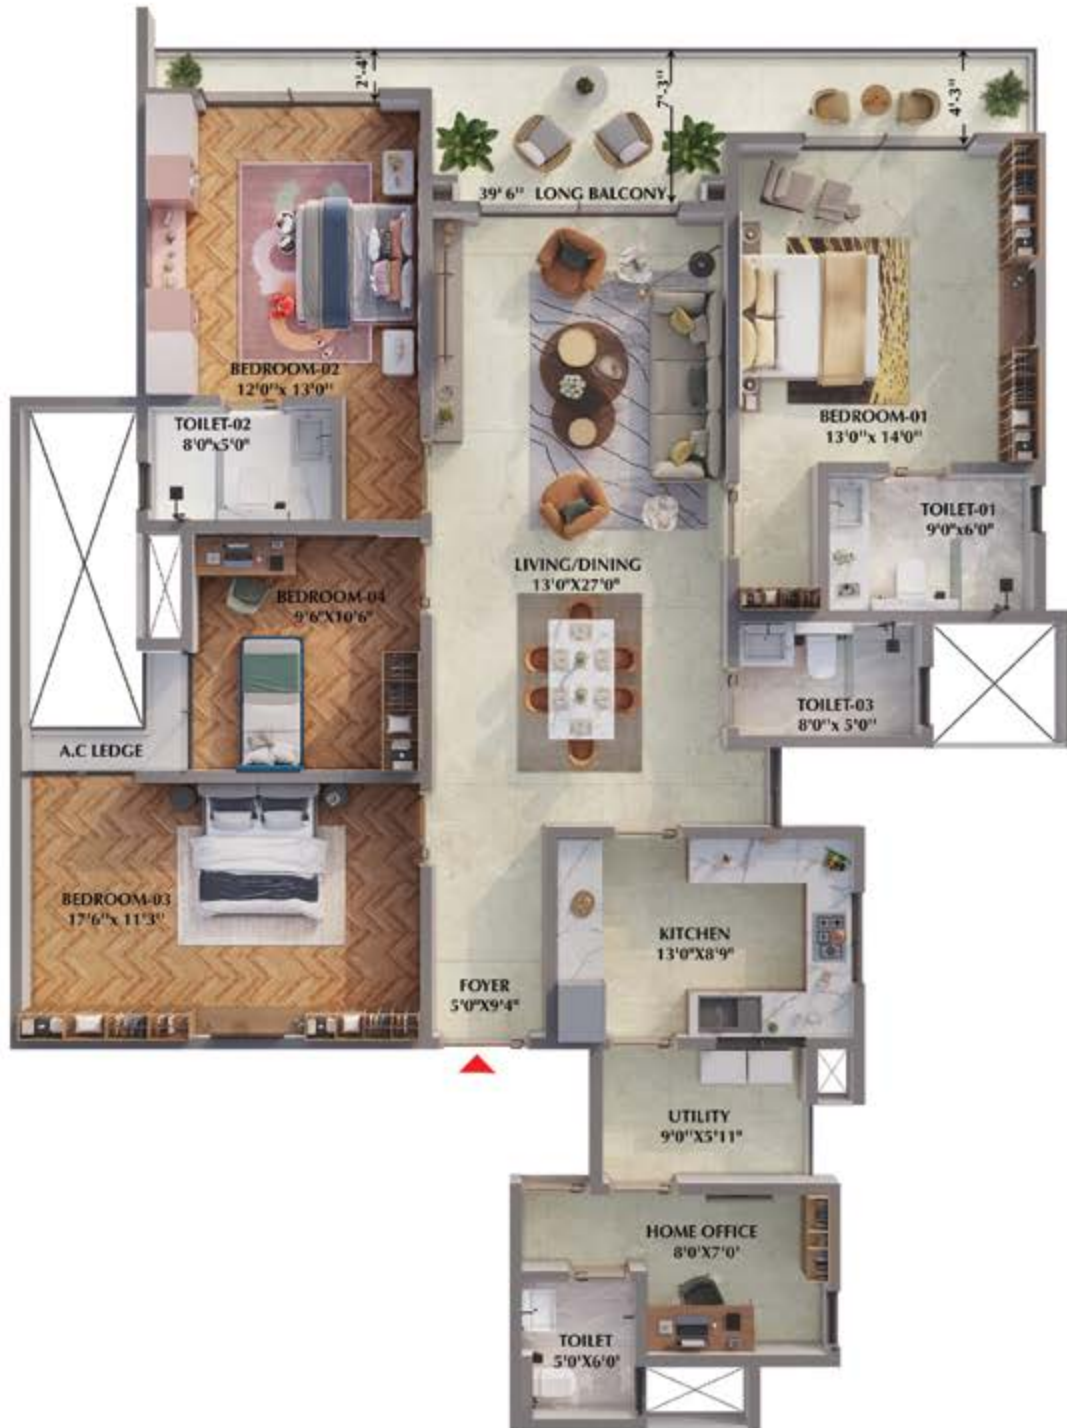 2'-4"
7'-3"
4'-3"
39' 6" LONG BALCONY
BEDROOM-02
12'0"x 13'0"
BEDROOM-01
13'0"x 14'0"
TOILET-02
8'0"x5'0"
TOILET-01
9'0"x6'0"
LIVING/DINING
13'0"X27'0"
BEDROOM-04
9'6"X10'6"
TOILET-03
8'0"x 5'0"
A.C LEDGE
BEDROOM-03
17'6"x 11'3"
KITCHEN
13'0"X8'9"
FOYER
5'0"X9'4"
UTILITY
9'0"X5'11"
HOME OFFICE
8'0'X7'0'
TOILET
5'0'X6'0'